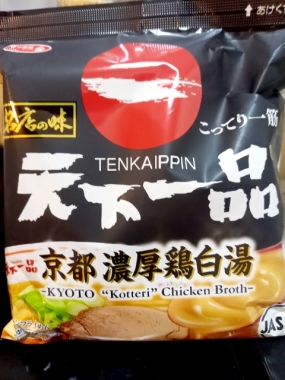 あけく
名店の味
こってり一筋
TENKAIPPIN
天下一品
京都 濃厚鶏白湯
-KYOTO "Kotteri" Chicken Broth-
JAS